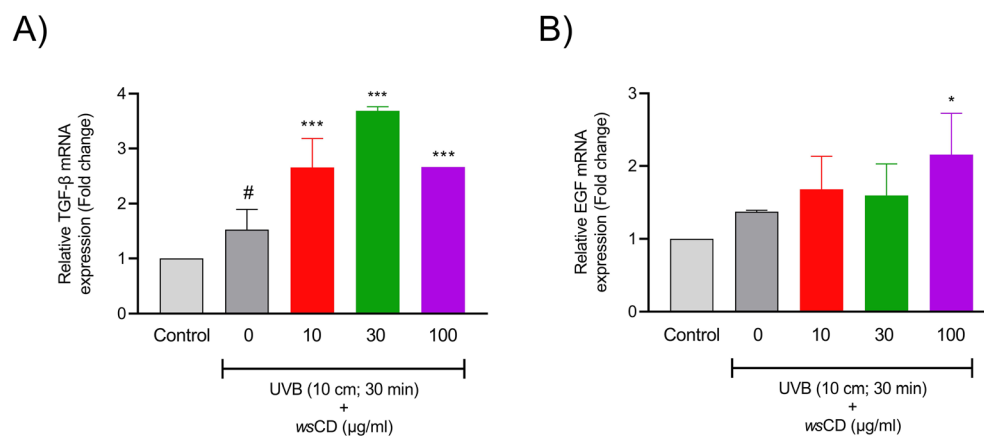 A)
Relative TGF-β mRNA
expression (Fold change)
4
3
2
1
0
#
***
***
***
Control 0 10 30 100
UVB (10 cm; 30 min)
+
wsCD (µg/ml)
B)
Relative EGF mRNA
expression (Fold change)
3
2
1
0
*
Control 0 10 30 100
UVB (10 cm; 30 min)
+
wsCD (µg/ml)